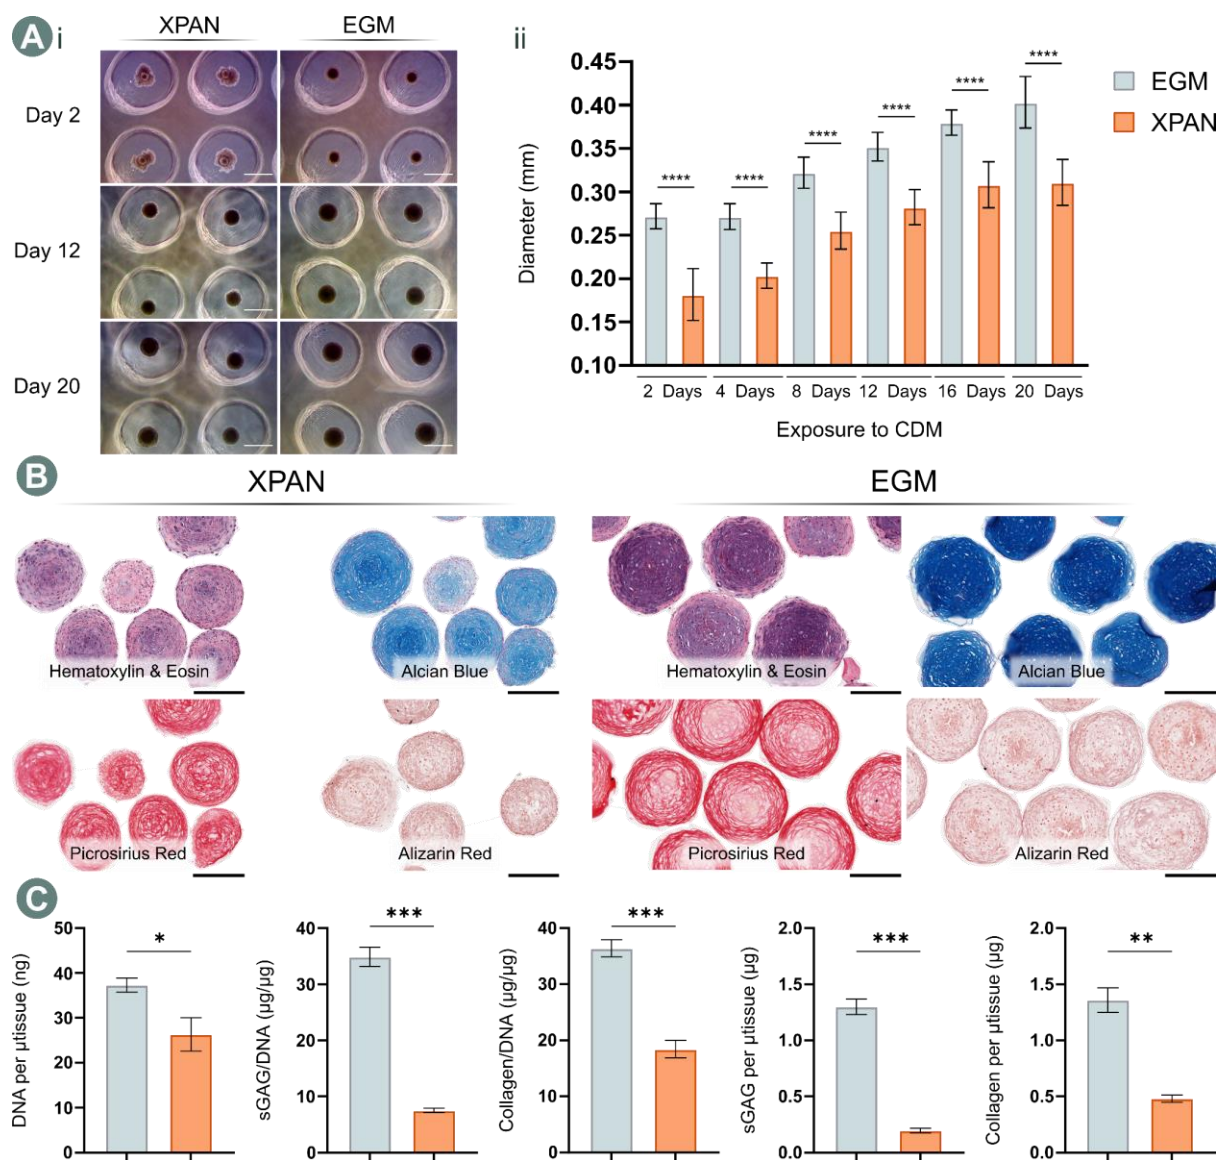 A i
XPAN EGM
Day 2
Day 12
Day 20
ii
Diameter (mm)
0.45
0.40
0.35
0.30
0.25
0.20
0.15
0.10
**** **** **** **** **** ****
EGM
XPAN
2 Days 4 Days 8 Days 12 Days 16 Days 20 Days
Exposure to CDM
B
XPAN EGM
Hematoxylin & Eosin Alcian Blue Hematoxylin & Eosin Alcian Blue
Picrosirius Red Alizarin Red Picrosirius Red Alizarin Red
C
DNA per µtissue (ng)
50
40
30
20
10
0
*
sGAG/DNA (µg/µg)
40
30
20
10
0
***
Collagen/DNA (µg/µg)
40
30
20
10
0
***
sGAG per µtissue (µg)
2.0
1.5
1.0
0.5
0.0
***
Collagen per µtissue (µg)
2.0
1.5
1.0
0.5
0.0
**